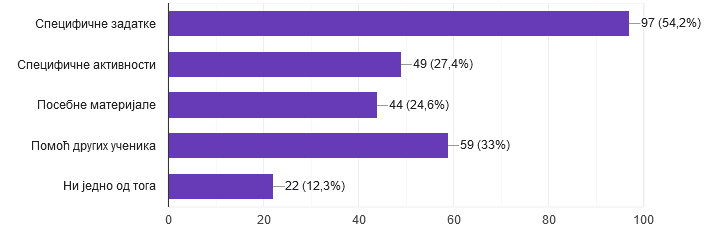 Специфичне задатке
97 (54,2%)
Специфичне активности
49 (27,4%)
Посебне материјале
44 (24,6%)
Помоћ других ученика
59 (33%)
Ни једно од тога
22 (12,3%)
0
20
40
60
80
100